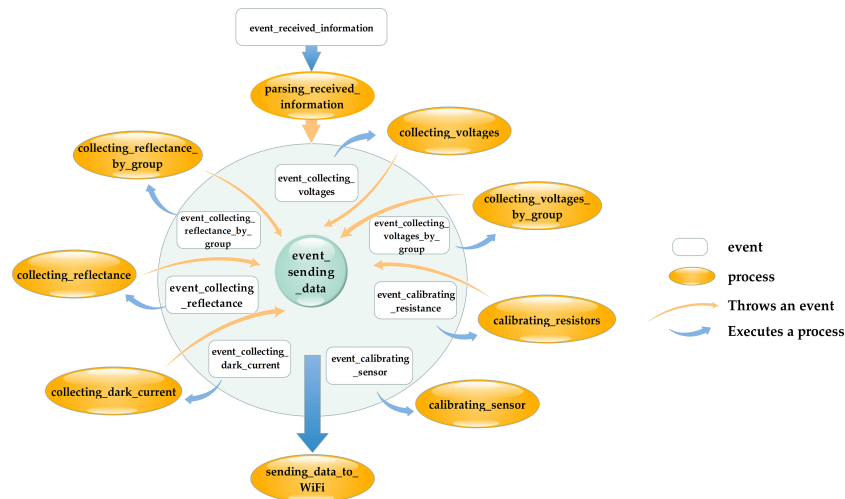 event_received_information
parsing_received_
information
collecting_voltages
collecting_reflectance_
by_group
event_collecting_
voltages
collecting_voltages_
by_group
event_collecting_
reflectance_by_
group
event_collecting_
voltages_by_group
event_
sending
_data
event
process
Throws an event
Executes a process
collecting_reflectance
event_collecting
_reflectance
event_calibrating
_resistance
calibrating_resistors
event_collecting_
dark_current
event_calibrating
_sensor
collecting_dark_current
calibrating_sensor
sending_data_to_
WiFi